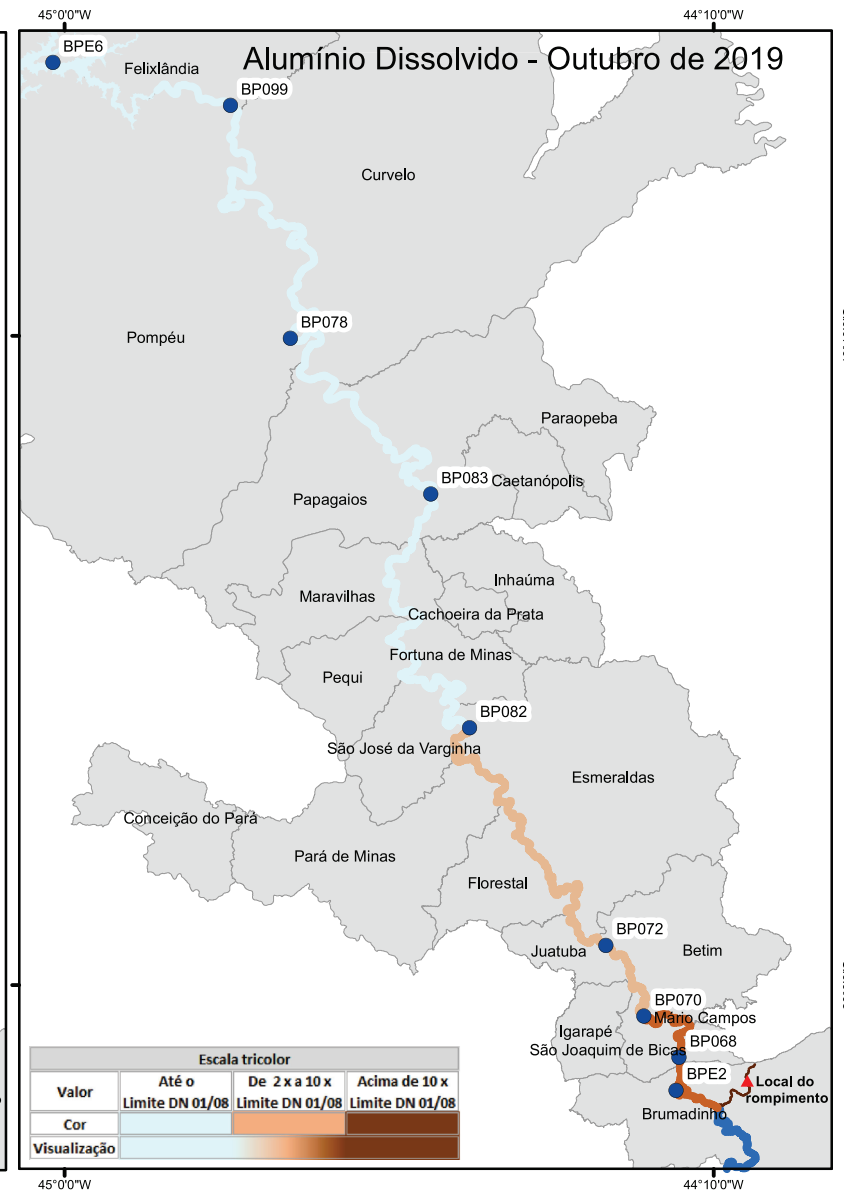 45°0'0"W
44°10'0"W
Alumínio Dissolvido - Outubro de 2019
BPE6
Felixlândia
BP099
Curvelo
BP078
Pompéu
Paraopeba
BP083
Caetanópolis
Papagaios
Inhaúma
Maravilhas
Cachoeira da Prata
Fortuna de Minas
Pequi
BP082
São José da Varginha
Esmeraldas
Conceição do Pará
Pará de Minas
Florestal
BP072
Juatuba
Betim
BP070
Mário Campos
Igarapé
BP068
São Joaquim de Bicas
BPE2
Local do
rompimento
Brumadinho
Escala tricolor
Valor
Até o
Limite DN 01/08
De 2 x a 10 x
Limite DN 01/08
Acima de 10 x
Limite DN 01/08
Cor
Visualização
45°0'0"W
44°10'0"W